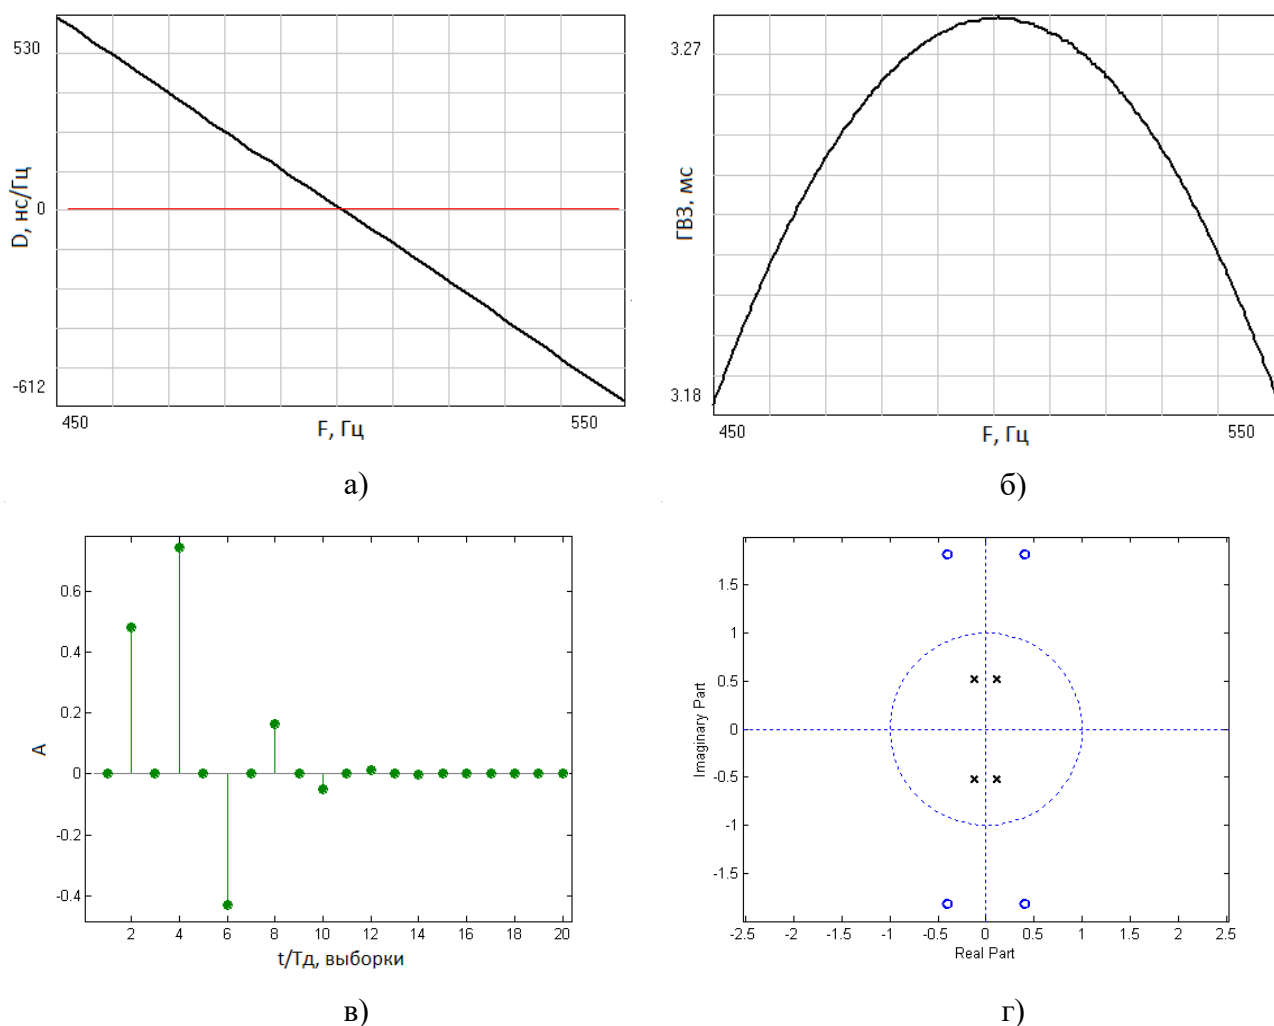 530
0
-612
D, нс/Гц
450
550
F, Гц
а)
3.27
3.18
ГВЗ, мс
450
550
F, Гц
б)
0.6
0.4
0.2
0
-0.2
-0.4
A
2 4 6 8 10 12 14 16 18 20
t/Tд, выборки
в)
1.5
1
0.5
0
-0.5
-1
-1.5
Imaginary Part
-2.5 -2 -1.5 -1 -0.5 0 0.5 1 1.5 2 2.5
Real Part
г)